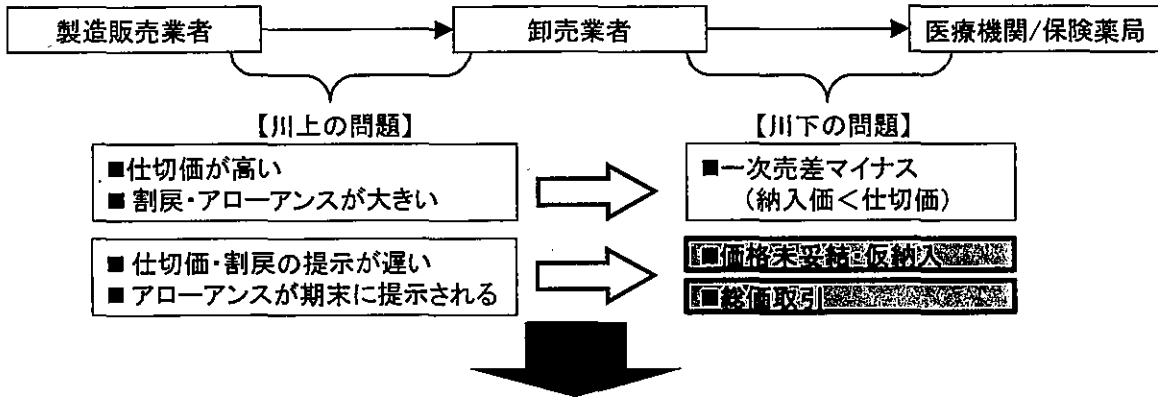 製造販売業者
卸売業者
医療機関/保険薬局
【川上の問題】
【川下の問題】
■仕切価が高い
■ 割戻・アローアンスが大きい
■一次売差マイナス
（納入価＜仕切価）
■ 仕切価・割戻の提示が遅い
■ アローアンスが期末に提示される
■価格未妥結・仮納入
■総価取引